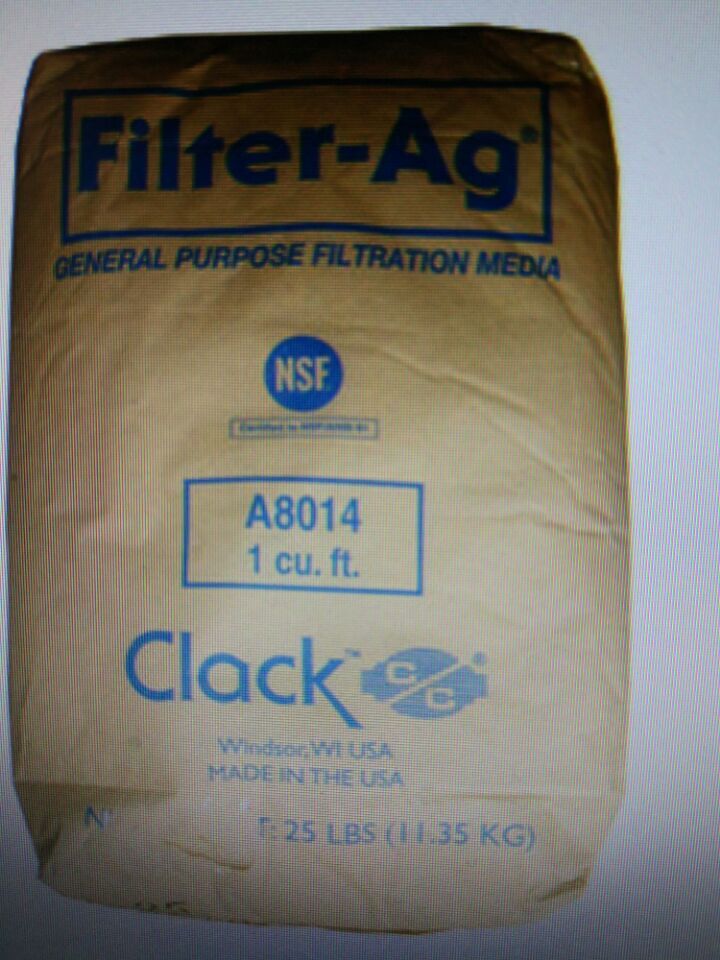 Filter-Ag®
GENERAL PURPOSE FILTRATION MEDIA
NSF
A8014
1 cu. ft.
Clack™
C/C®
Windsor, WI USA
MADE IN THE USA
T: 25 LBS (11.35 KG)